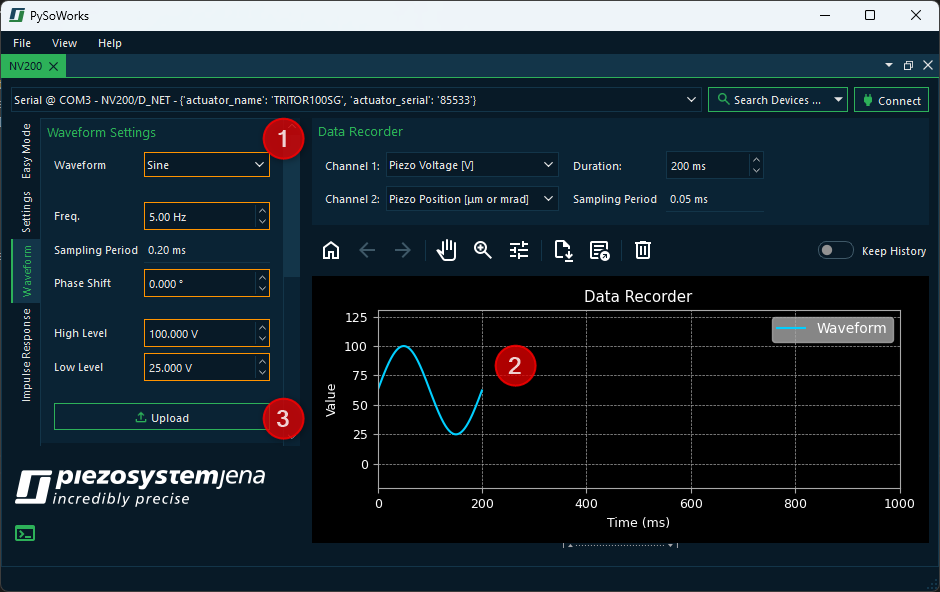 PySoWorks
File View Help
NV200
Serial @ COM3 - NV200/D_NET - {'actuator_name': 'TRITOR100SG', 'actuator_serial': '85533'}
Search Devices ...
Connect
Easy Mode
Settings
Waveform
Impulse Response
Waveform Settings
1
Waveform Sine
Freq. 5.00 Hz
Sampling Period 0.20 ms
Phase Shift 0.000 °
High Level 100.000 V
Low Level 25.000 V
Upload
3
Data Recorder
Channel 1: Piezo Voltage [V] Duration: 200 ms
Channel 2: Piezo Position [µm or mrad] Sampling Period 0.05 ms
Keep History
Data Recorder
Waveform
2
Value
125
100
75
50
25
0
0 200 400 600 800 1000
Time (ms)
piezosystemjena
incredibly precise